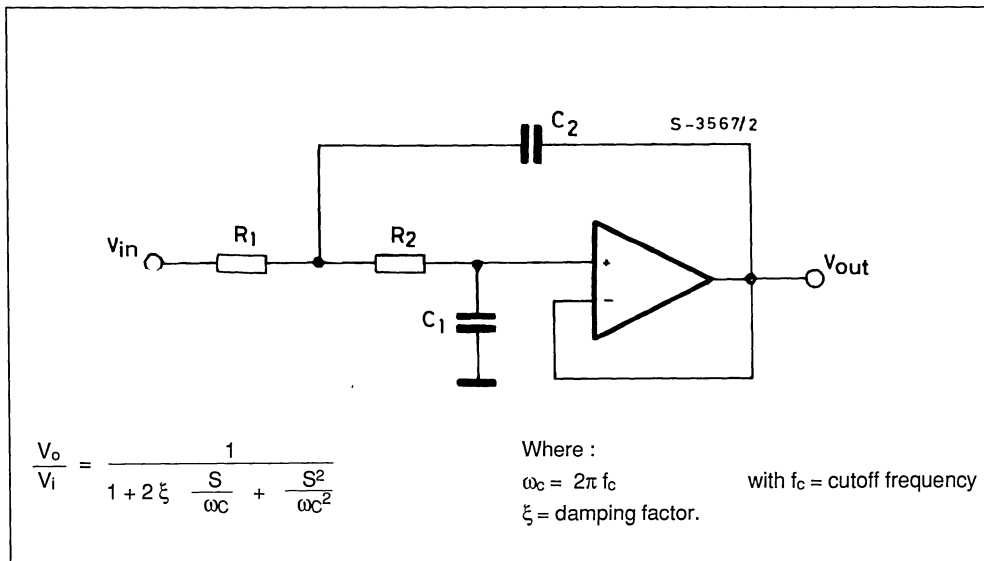 C2
S-3567/2
Vin
R1
R2
+
Vout
−
C1
Vo
Vi
=
1
1 + 2 ξ S/ωc + S²/ωc²
Where :
ωc = 2π fc with fc = cutoff frequency
ξ = damping factor.